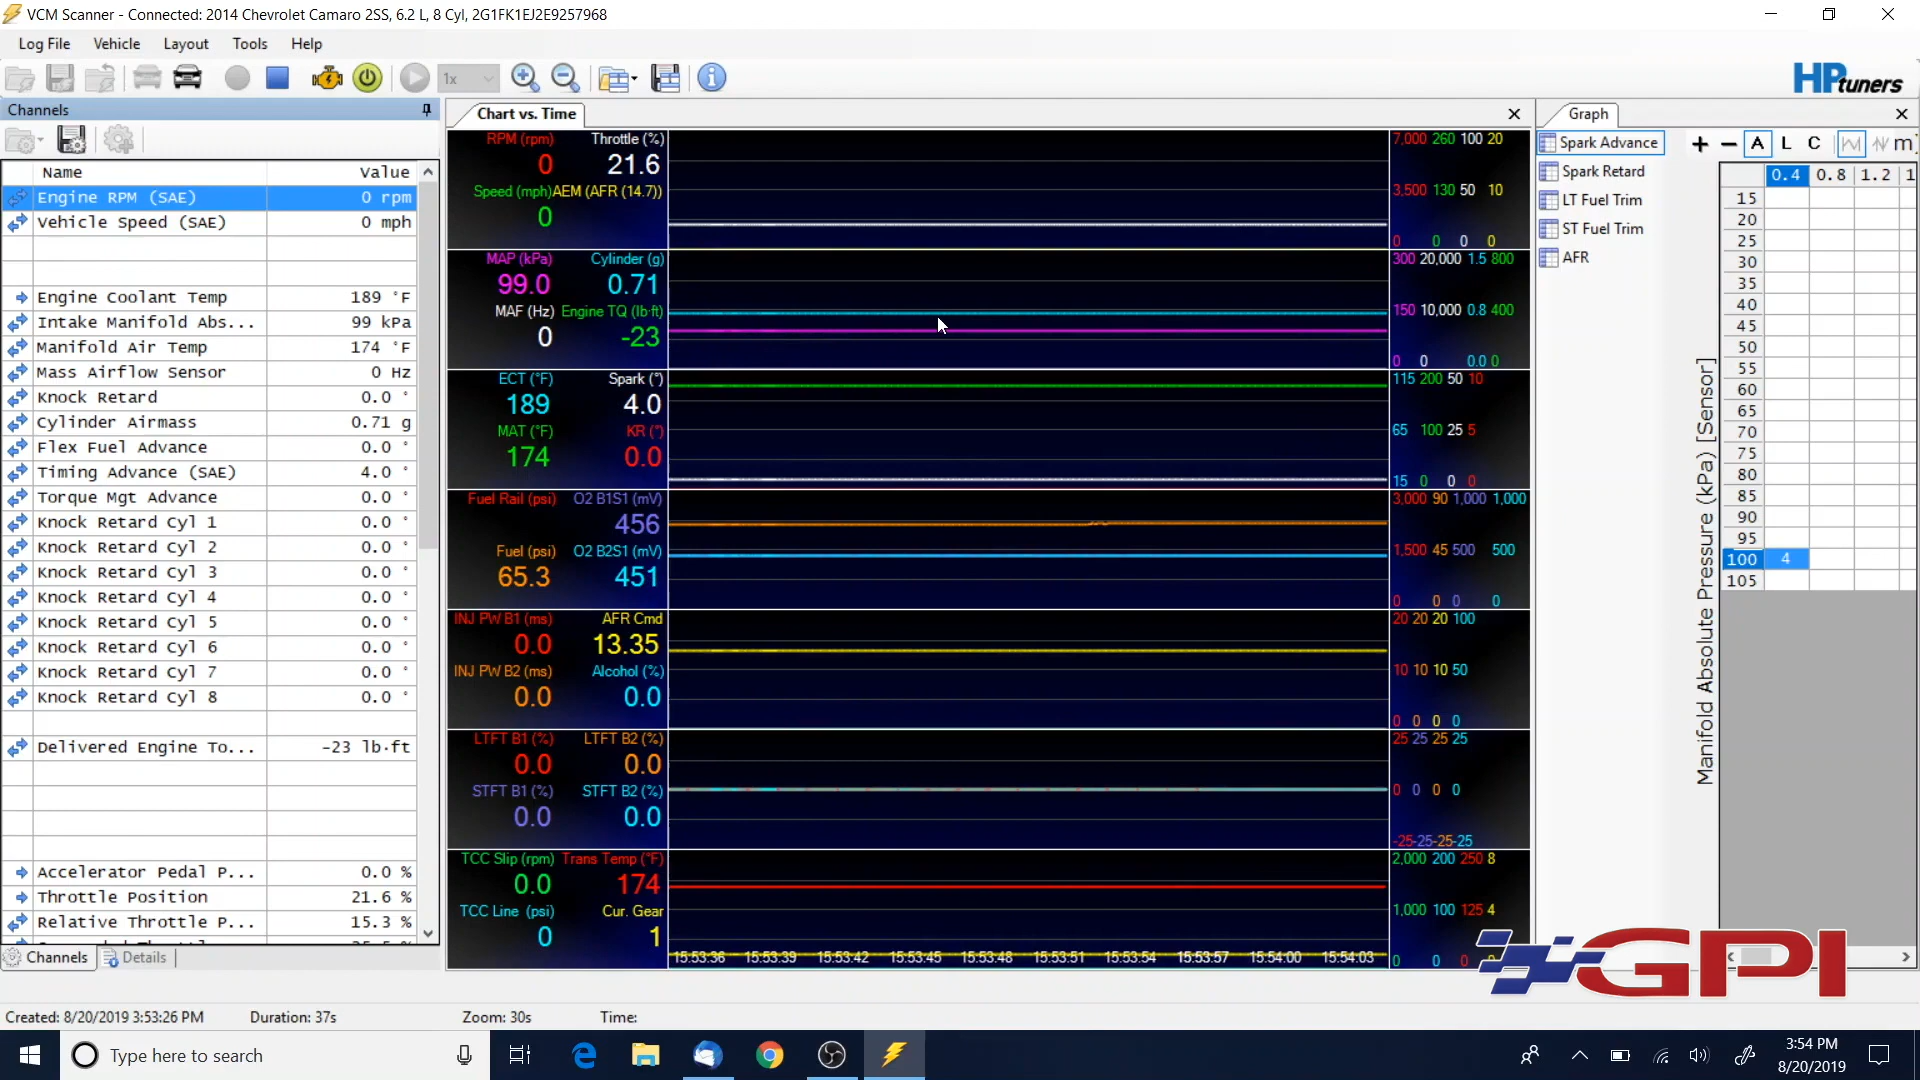 VCM Scanner - Connected: 2014 Chevrolet Camaro 2SS, 6.2 L, 8 Cyl, 2G1FK1EJ2E9257968
Log File Vehicle Layout Tools Help
1x
HPtuners
Channels
Name Value
Engine RPM (SAE) 0 rpm
Vehicle Speed (SAE) 0 mph
Engine Coolant Temp 189 °F
Intake Manifold Abs... 99 kPa
Manifold Air Temp 174 °F
Mass Airflow Sensor 0 Hz
Knock Retard 0.0 °
Cylinder Airmass 0.71 g
Flex Fuel Advance 0.0 °
Timing Advance (SAE) 4.0 °
Torque Mgt Advance 0.0 °
Knock Retard Cyl 1 0.0 °
Knock Retard Cyl 2 0.0 °
Knock Retard Cyl 3 0.0 °
Knock Retard Cyl 4 0.0 °
Knock Retard Cyl 5 0.0 °
Knock Retard Cyl 6 0.0 °
Knock Retard Cyl 7 0.0 °
Knock Retard Cyl 8 0.0 °
Delivered Engine To... -23 lb·ft
Accelerator Pedal P... 0.0 %
Throttle Position 21.6 %
Relative Throttle P... 15.3 %
Channels Details
Chart vs. Time
RPM (rpm) Throttle (%)
0 21.6
Speed (mph) AEM (AFR (14.7))
0
7,000 260 100 20
3,500 130 50 10
0 0 0 0
MAP (kPa) Cylinder (g)
99.0 0.71
MAF (Hz) Engine TQ (lb·ft)
0 -23
300 20,000 1.5 800
150 10,000 0.8 400
0 0 0.0 0
ECT (°F) Spark (°)
189 4.0
MAT (°F) KR (°)
174 0.0
115 200 50 10
65 100 25 5
15 0 0 0
Fuel Rail (psi) O2 B1S1 (mV)
456
Fuel (psi) O2 B2S1 (mV)
65.3 451
3,000 90 1,000 1,000
1,500 45 500 500
0 0 0 0
INJ PW B1 (ms) AFR Cmd
0.0 13.35
INJ PW B2 (ms) Alcohol (%)
0.0 0.0
20 20 20 100
10 10 10 50
0 0 0 0
LTFT B1 (%) LTFT B2 (%)
0.0 0.0
STFT B1 (%) STFT B2 (%)
0.0 0.0
25 25 25 25
0 0 0 0
-25 -25 -25 -25
TCC Slip (rpm) Trans Temp (°F)
0.0 174
TCC Line (psi) Cur. Gear
0 1
2,000 200 250 8
1,000 100 125 4
0 0 0
15:53:36 15:53:39 15:53:42 15:53:45 15:53:48 15:53:51 15:53:54 15:53:57 15:54:00 15:54:03
Graph
Spark Advance
Spark Retard
LT Fuel Trim
ST Fuel Trim
AFR
+ − A L C m
0.4 0.8 1.2 1
15
20
25
30
35
40
45
50
55
60
65
70
75
80
85
90
95
100 4
105
Manifold Absolute Pressure (kPa) [Sensor]
GPI
Created: 8/20/2019 3:53:26 PM Duration: 37s Zoom: 30s Time:
Type here to search
3:54 PM
8/20/2019